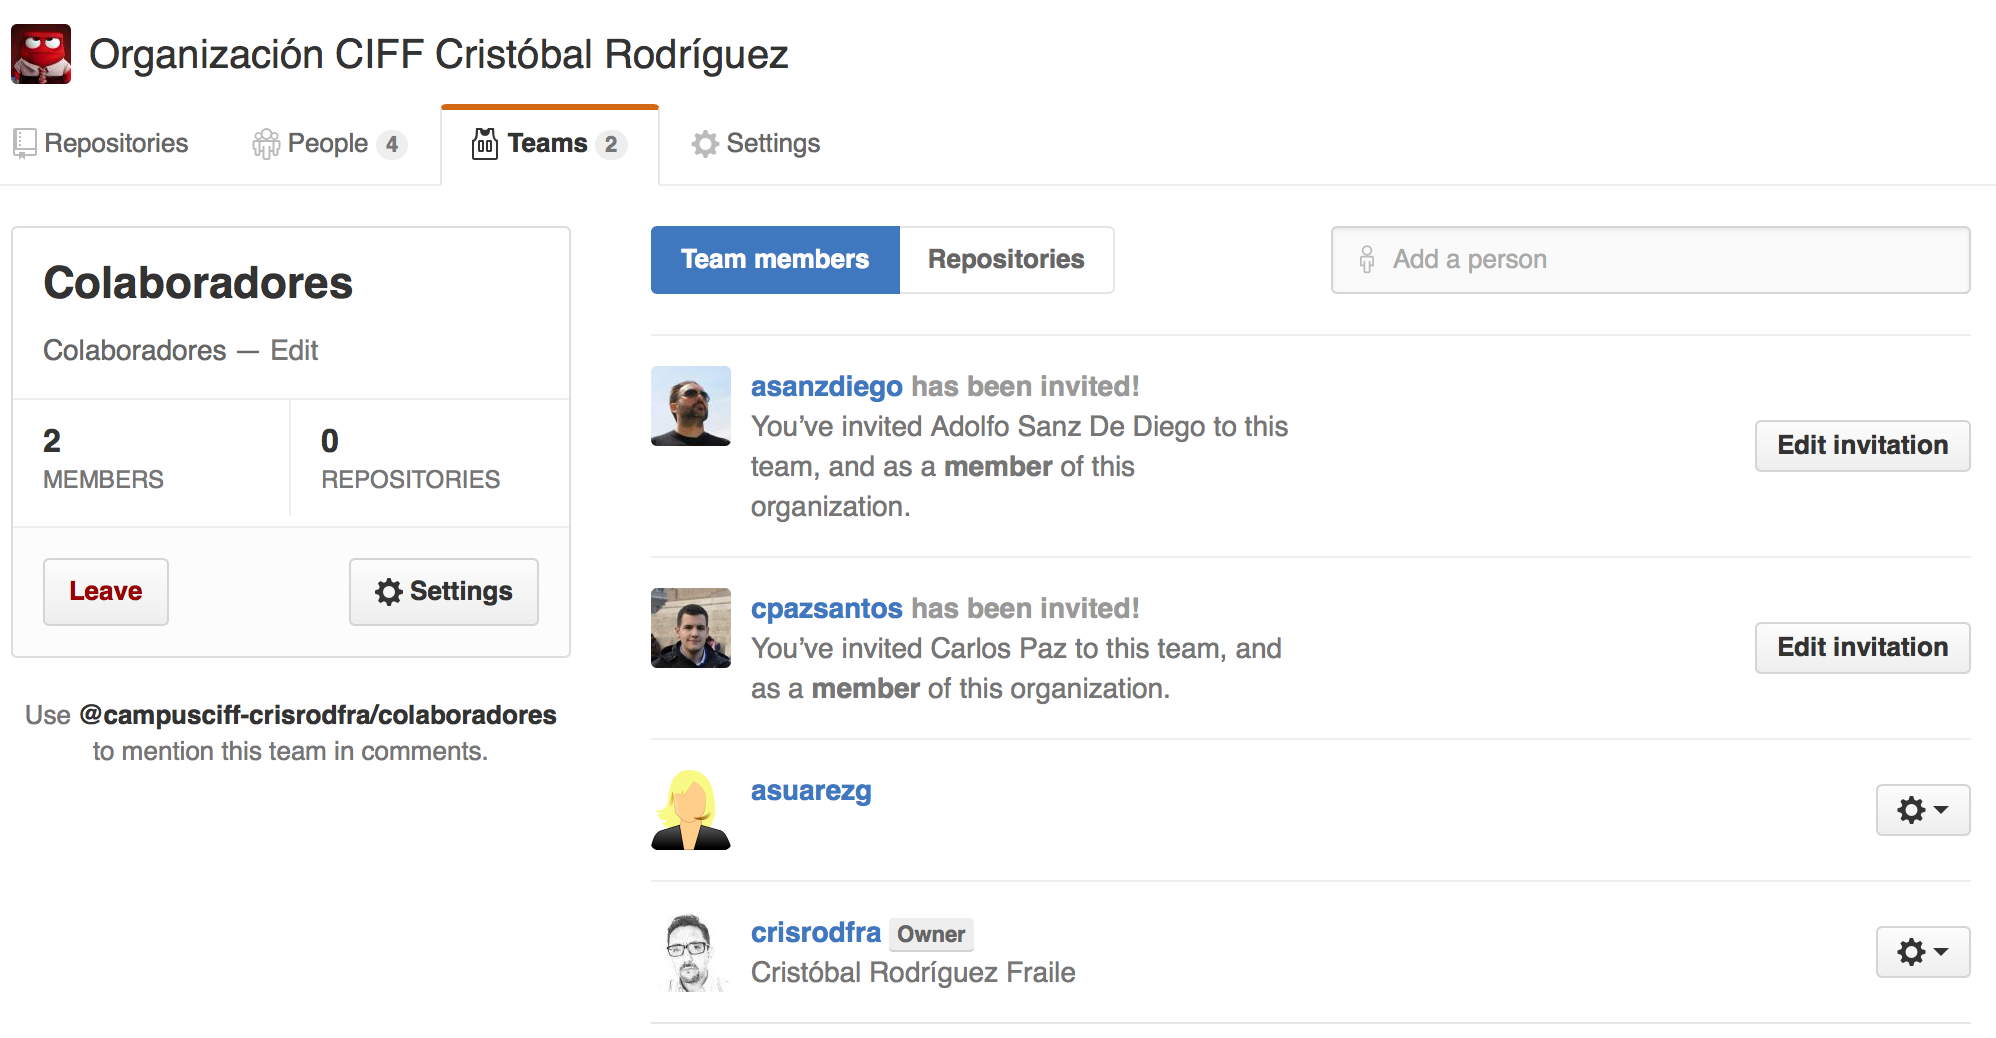 Organización CIFF Cristóbal Rodríguez
Repositories People 4 Teams 2 Settings
Colaboradores
Colaboradores — Edit
2 0
MEMBERS REPOSITORIES
Leave Settings
Use @campusciff-crisrodfra/colaboradores
to mention this team in comments.
Team members Repositories Add a person
asanzdiego has been invited!
You’ve invited Adolfo Sanz De Diego to this
team, and as a member of this
organization.
Edit invitation
cpazsantos has been invited!
You’ve invited Carlos Paz to this team, and
as a member of this organization.
Edit invitation
asuarezg
crisrodfra Owner
Cristóbal Rodríguez Fraile